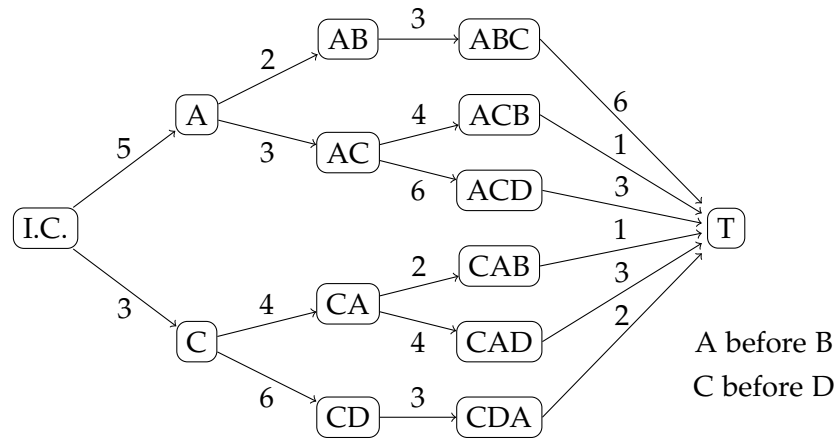 AB 3 ABC
2
6
A
4 ACB
5
3 AC
1
6 ACD
3
I.C.
T
1
2 CAB
3
3
4 CA
2
4 CAD
A before B
C
C before D
6
CD 3 CDA